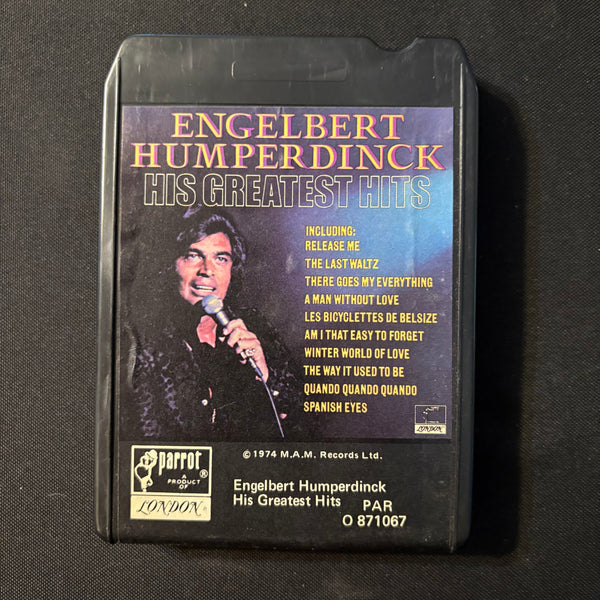 ENGELBERT
HUMPERDINCK
HIS GREATEST HITS
INCLUDING:
RELEASE ME
THE LAST WALTZ
THERE GOES MY EVERYTHING
A MAN WITHOUT LOVE
LES BICYCLETTES DE BELSIZE
AM I THAT EASY TO FORGET
WINTER WORLD OF LOVE
THE WAY IT USED TO BE
QUANDO QUANDO QUANDO
SPANISH EYES
LONDON
© 1974 M.A.M. Records Ltd.
parrot ®
A
PRODUCT
OF
LONDON ®
Engelbert Humperdinck
His Greatest Hits PAR
O 871067